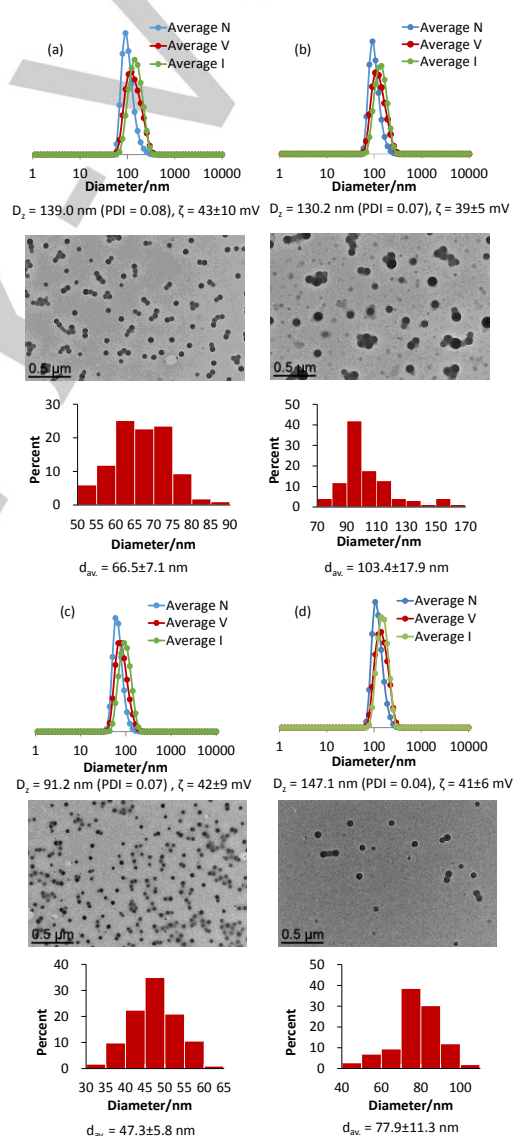 (a)
Average N
Average V
Average I
1 10 100 1000 10000
Diameter/nm
D_z = 139.0 nm (PDI = 0.08), ζ = 43±10 mV
(b)
Average N
Average V
Average I
1 10 100 1000 10000
Diameter/nm
D_z = 130.2 nm (PDI = 0.07), ζ = 39±5 mV
0.5 µm
0.5 µm
30
20
10
0
Percent
50 55 60 65 70 75 80 85 90
Diameter/nm
d_av. = 66.5±7.1 nm
50
40
30
20
10
0
Percent
70 90 110 130 150 170
Diameter/nm
d_av. = 103.4±17.9 nm
(c)
Average N
Average V
Average I
1 10 100 1000 10000
Diameter/nm
D_z = 91.2 nm (PDI = 0.07) , ζ = 42±9 mV
(d)
Average N
Average V
Average I
1 10 100 1000 10000
Diameter/nm
D_z = 147.1 nm (PDI = 0.04), ζ = 41±6 mV
0.5 µm
0.5 µm
40
30
20
10
0
Percent
30 35 40 45 50 55 60 65
Diameter/nm
d_av. = 47.3±5.8 nm
50
40
30
20
10
0
Percent
40 60 80 100
Diameter/nm
d_av. = 77.9±11.3 nm